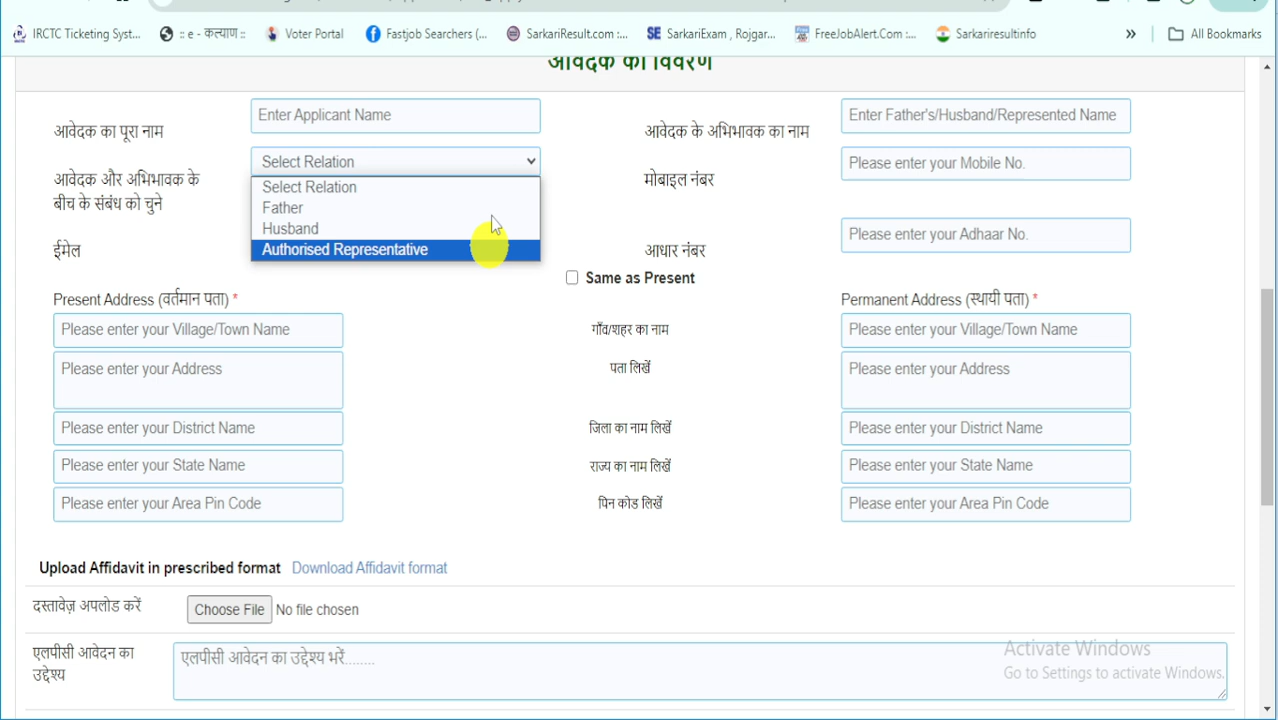 IRCTC Ticketing Syst...
:: e - कल्याण ::
Voter Portal
Fastjob Searchers (...
SarkariResult.com :...
SarkariExam , Rojgar...
FreeJobAlert.Com :...
Sarkariresultinfo
»
All Bookmarks
आवेदक का विवरण
आवेदक का पूरा नाम
Enter Applicant Name
आवेदक के अभिभावक का नाम
Enter Father's/Husband/Represented Name
आवेदक और अभिभावक के
बीच के संबंध को चुने
Select Relation
Select Relation
Father
Husband
Authorised Representative
मोबाइल नंबर
Please enter your Mobile No.
ईमेल
आधार नंबर
Please enter your Adhaar No.
Same as Present
Present Address (वर्तमान पता) *
Permanent Address (स्थायी पता) *
Please enter your Village/Town Name
गाँव/शहर का नाम
Please enter your Village/Town Name
Please enter your Address
पता लिखें
Please enter your Address
Please enter your District Name
जिला का नाम लिखें
Please enter your District Name
Please enter your State Name
राज्य का नाम लिखें
Please enter your State Name
Please enter your Area Pin Code
पिन कोड लिखें
Please enter your Area Pin Code
Upload Affidavit in prescribed format Download Affidavit format
दस्तावेज़ अपलोड करें
Choose File No file chosen
एलपीसी आवेदन का
उद्देश्य
एलपीसी आवेदन का उद्देश्य भरें........
Activate Windows
Go to Settings to activate Windows.